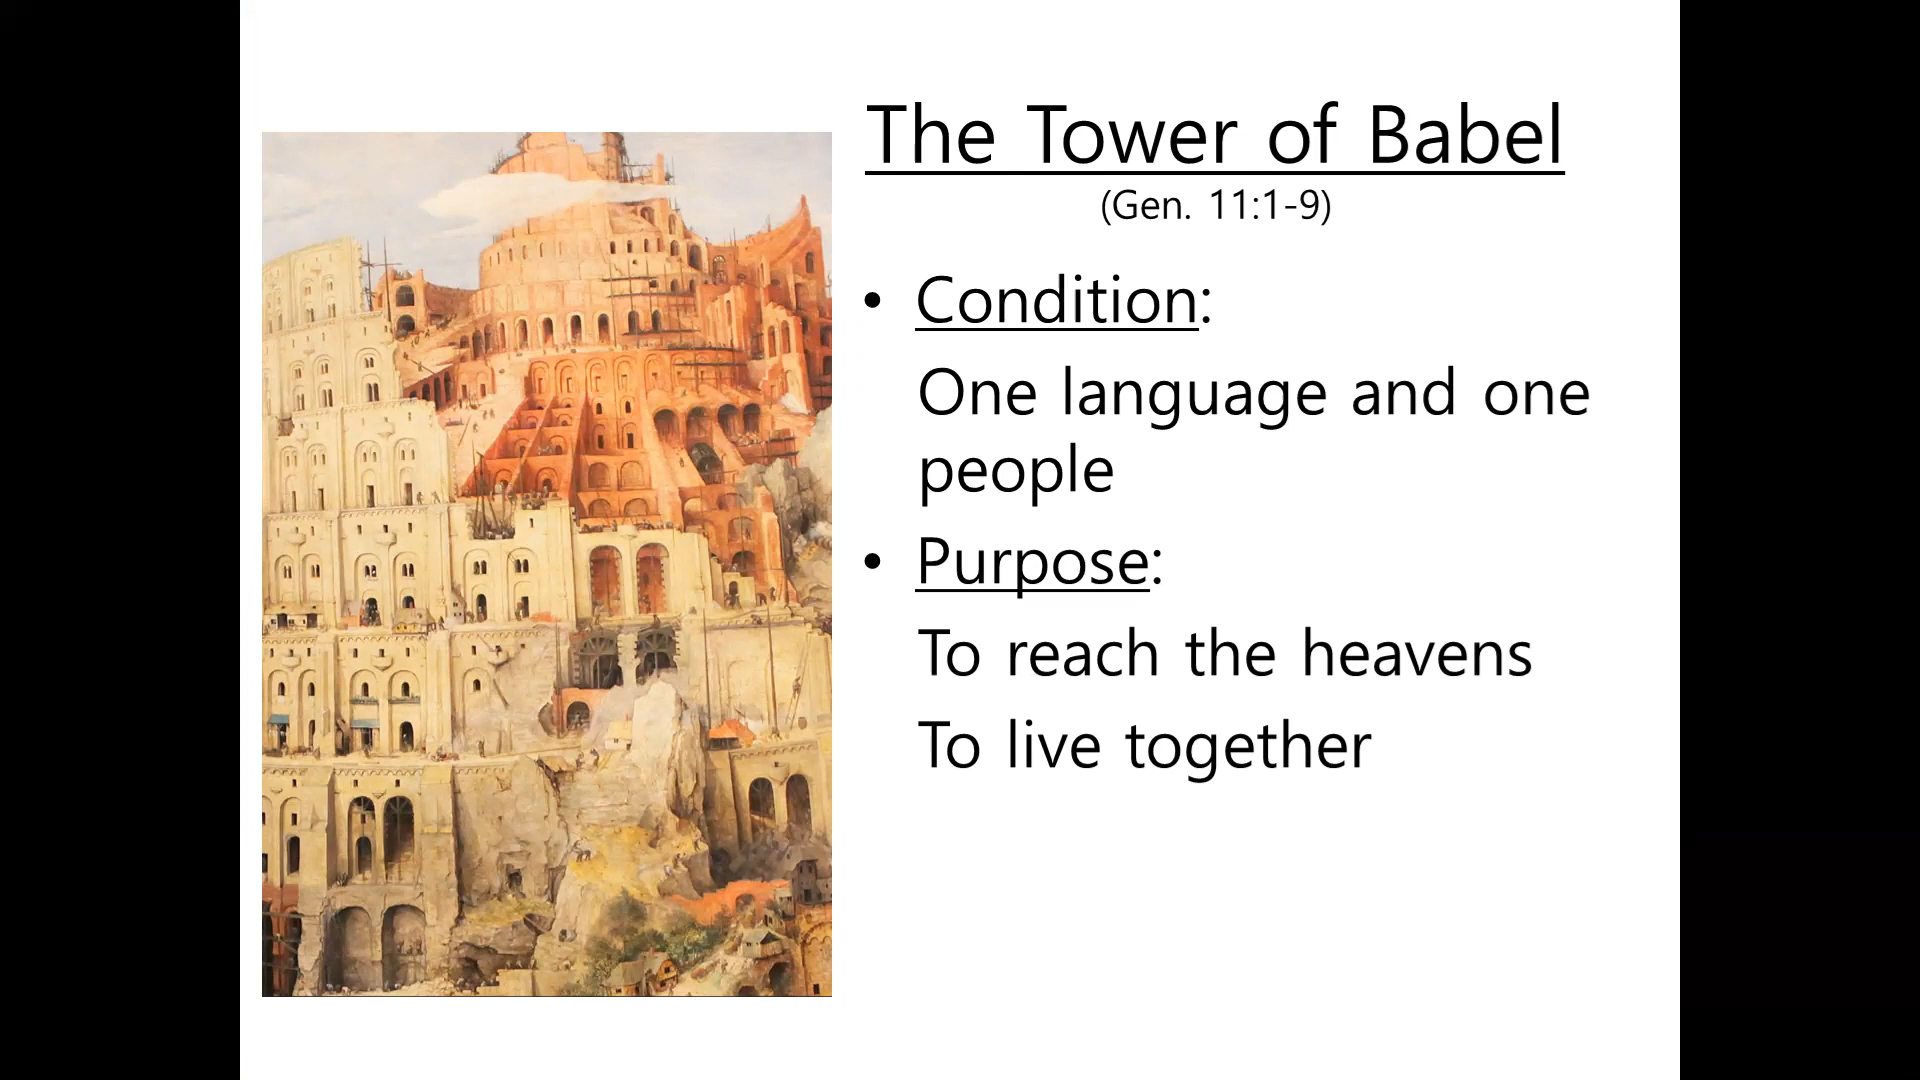 The Tower of Babel
(Gen. 11:1-9)
• Condition:
One language and one
people
• Purpose:
To reach the heavens
To live together